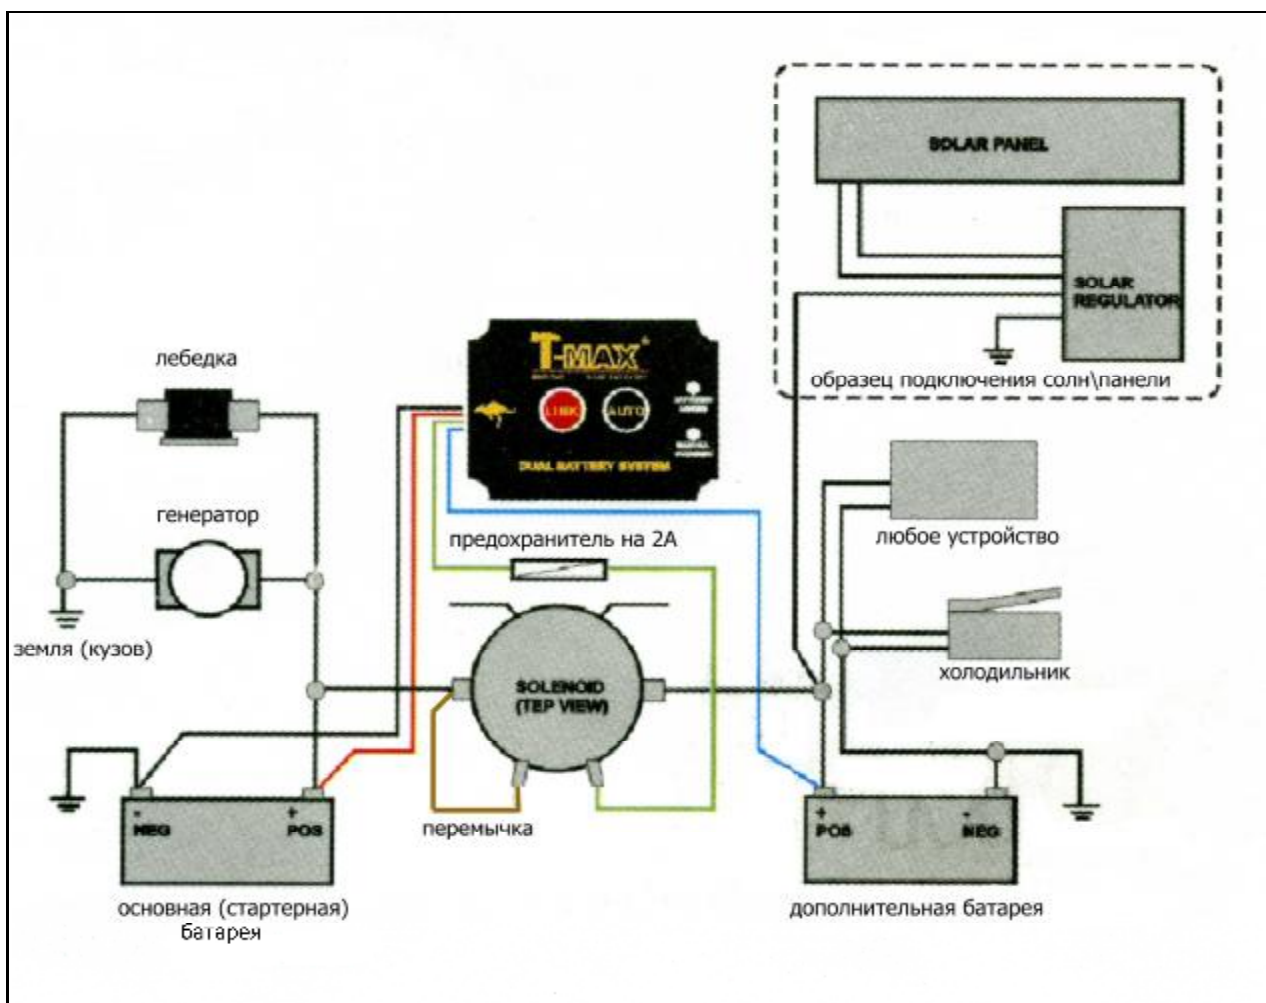 SOLAR PANEL
SOLAR
REGULATOR
образец подключения солн\панели
лебедка
T-MAX
LINK
AUTO
DUAL BATTERY SYSTEM
генератор
предохранитель на 2А
любое устройство
земля (кузов)
холодильник
SOLENOID
(TEP VIEW)
-
NEG
+
POS
перемычка
+
POS
-
NEG
основная (стартерная)
батарея
дополнительная батарея